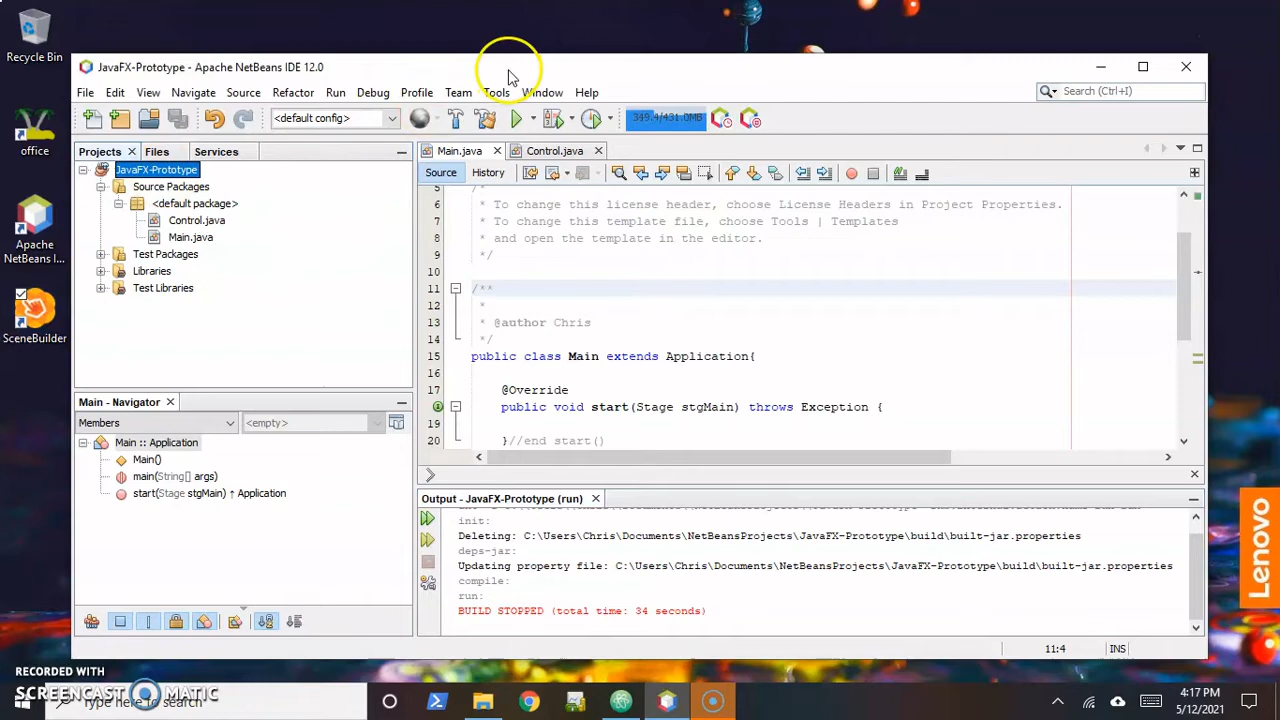 Recycle Bin
office
Apache
NetBeans I...
SceneBuilder
JavaFX-Prototype - Apache NetBeans IDE 12.0
File Edit View Navigate Source Refactor Run Debug Profile Team Tools Window Help
Search (Ctrl+I)
<default config>
349.4/431.0MB
Projects Files Services
JavaFX-Prototype
Source Packages
<default package>
Control.java
Main.java
Test Packages
Libraries
Test Libraries
Main - Navigator
Members
<empty>
Main :: Application
Main()
main(String[] args)
start(Stage stgMain) ↑ Application
Main.java Control.java
Source History
/*
6 * To change this license header, choose License Headers in Project Properties.
7 * To change this template file, choose Tools | Templates
8 * and open the template in the editor.
9 */
10
11 /**
12 *
13 * @author Chris
14 */
15 public class Main extends Application{
16
17 @Override
public void start(Stage stgMain) throws Exception {
19
20 }//end start()
Output - JavaFX-Prototype (run)
init:
Deleting: C:\Users\Chris\Documents\NetBeansProjects\JavaFX-Prototype\build\built-jar.properties
deps-jar:
Updating property file: C:\Users\Chris\Documents\NetBeansProjects\JavaFX-Prototype\build\built-jar.properties
compile:
run:
BUILD STOPPED (total time: 34 seconds)
11:4 INS
Lenovo
RECORDED WITH
SCREENCAST MATIC
Type here to search
4:17 PM
5/12/2021